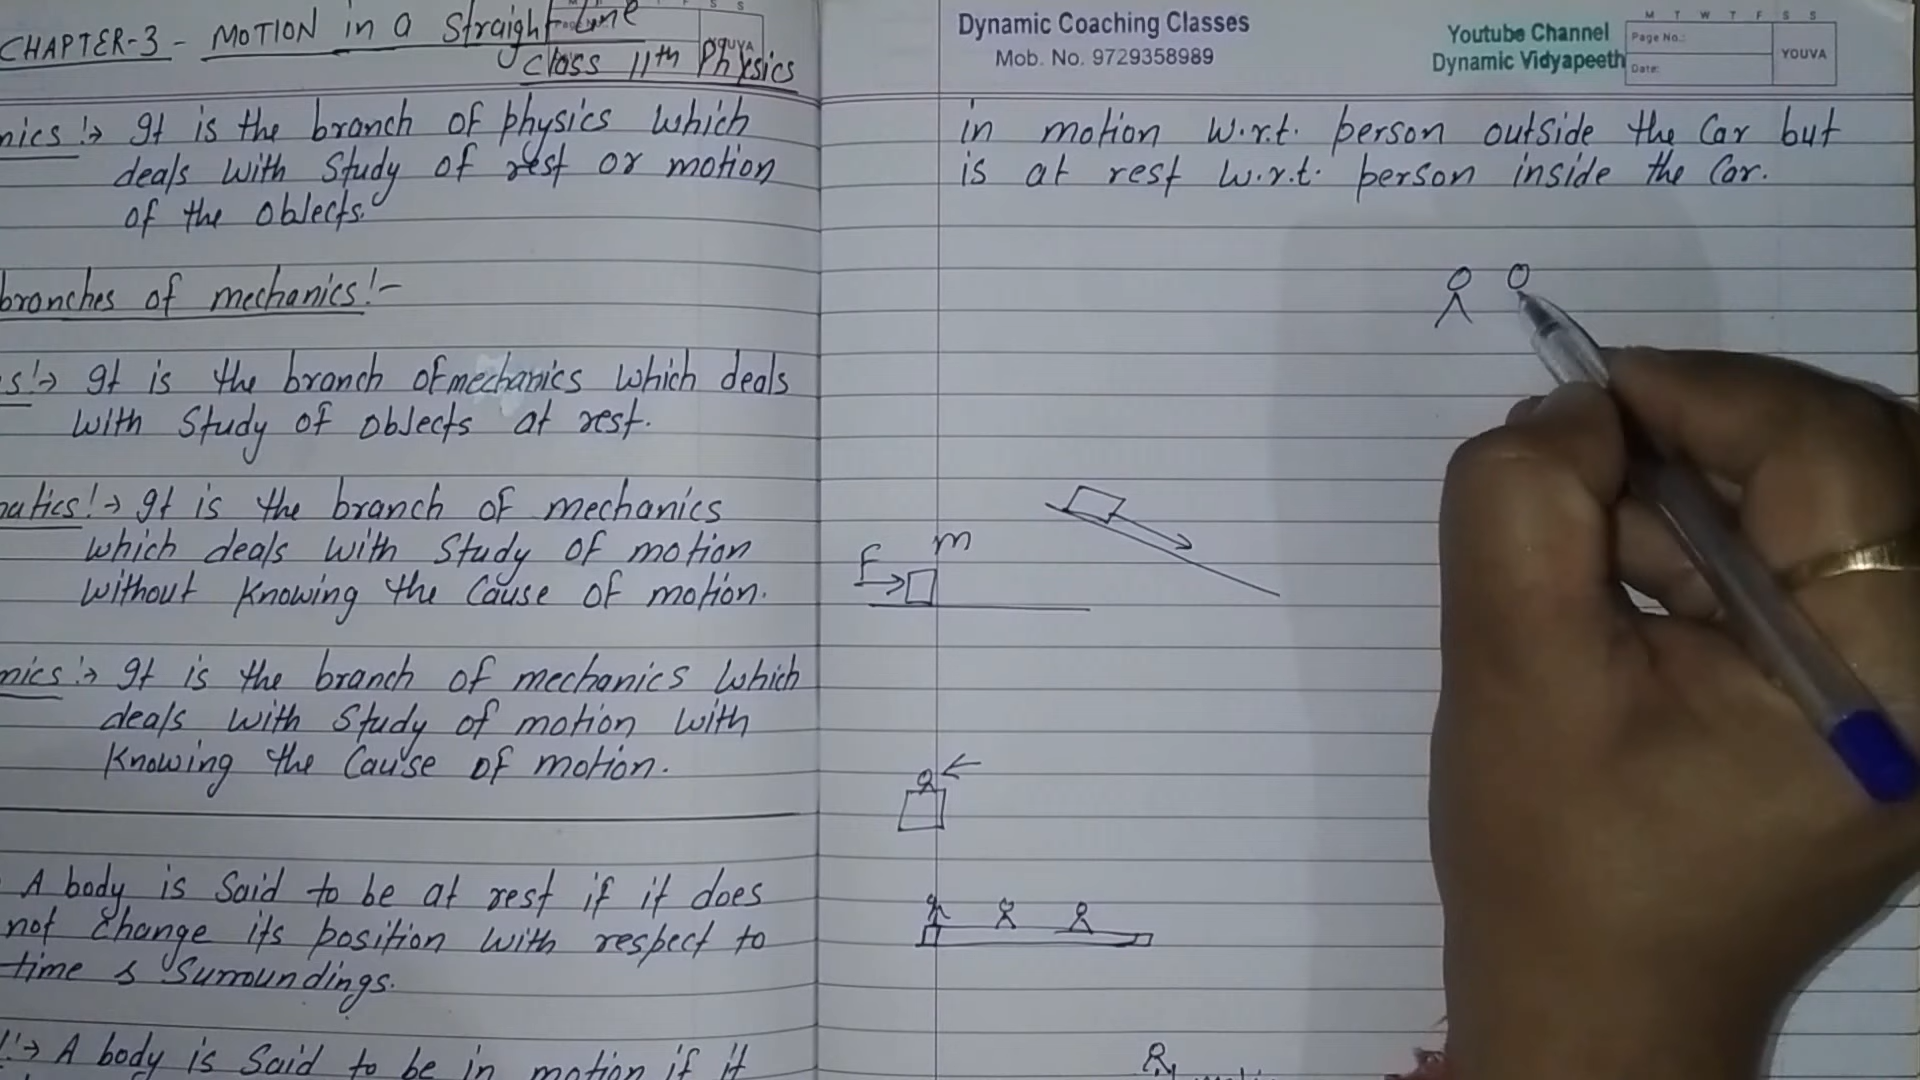 CHAPTER-3 - MOTION in a Straight Line
Class 11th Physics
nics :→ It is the branch of physics which
deals with Study of rest or motion
of the Objects.
branches of mechanics :-
s :→ It is the branch of mechanics which deals
with Study of Objects at rest.
atics :→ It is the branch of mechanics
which deals with Study of motion
without Knowing the Cause of motion.
mics :→ It is the branch of mechanics which
deals with Study of motion with
Knowing the Cause of motion.
A body is Said to be at rest if it does
not Change its position with respect to
time & Surroundings.
:→ A body is Said to be in motion if it
Dynamic Coaching Classes
Mob. No. 9729358989
Youtube Channel
Dynamic Vidyapeeth
M T W T F S S
Page No.:
Date:
YOUVA
in motion w.r.t. person outside the Car but
is at rest w.r.t. person inside the Car.
F
m